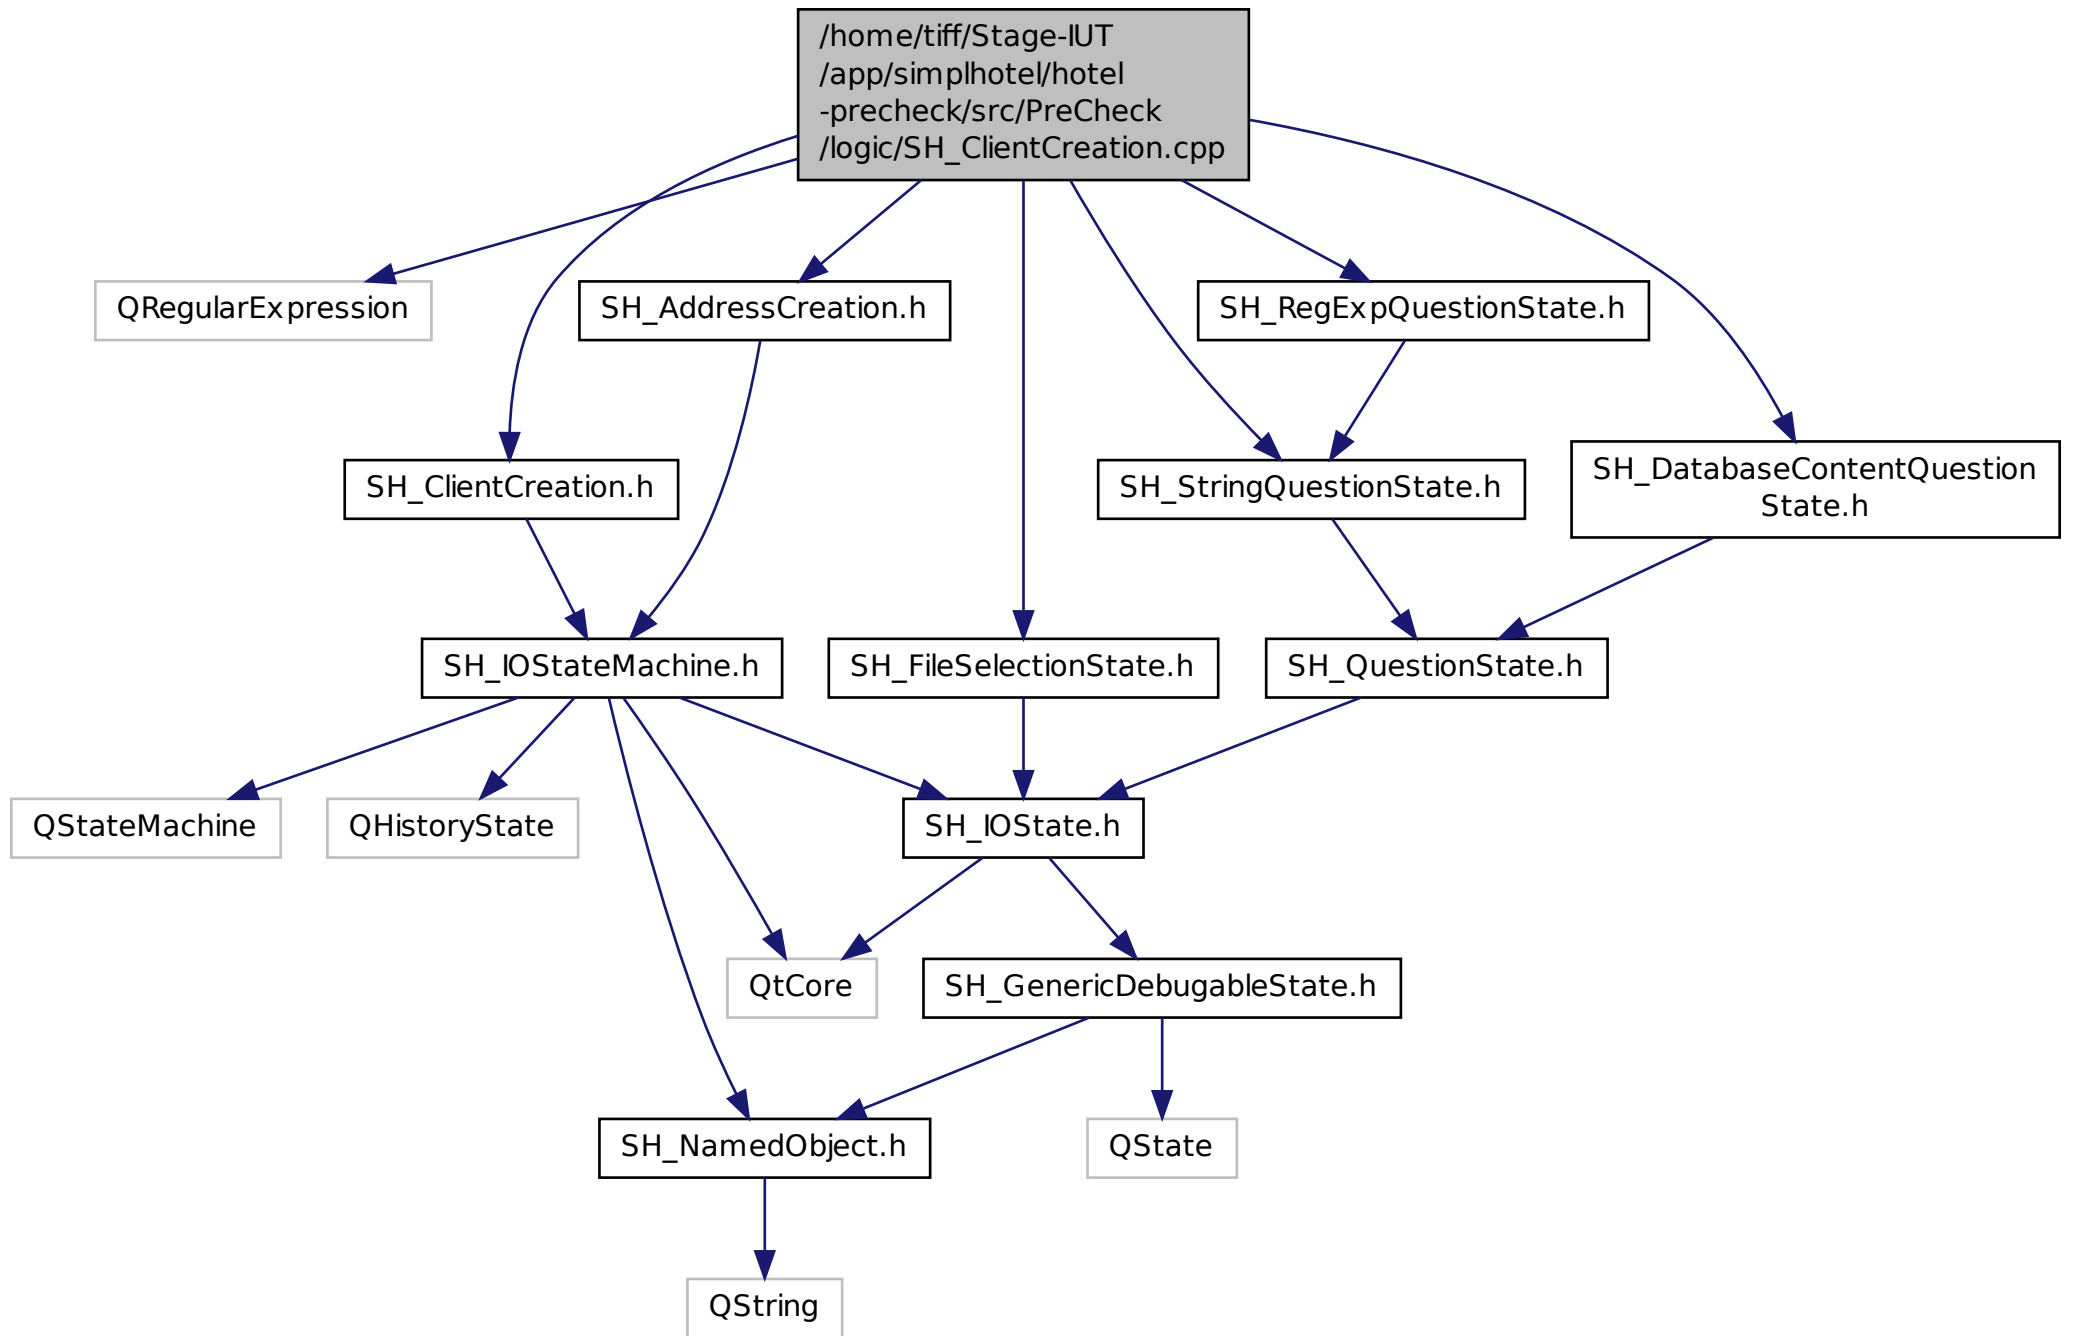 /home/tiff/Stage-IUT
/app/simplhotel/hotel
-precheck/src/PreCheck
/logic/SH_ClientCreation.cpp
QRegularExpression
SH_AddressCreation.h
SH_RegExpQuestionState.h
SH_ClientCreation.h
SH_StringQuestionState.h
SH_DatabaseContentQuestion
State.h
SH_IOStateMachine.h
SH_FileSelectionState.h
SH_QuestionState.h
QStateMachine
QHistoryState
SH_IOState.h
QtCore
SH_GenericDebugableState.h
SH_NamedObject.h
QState
QString